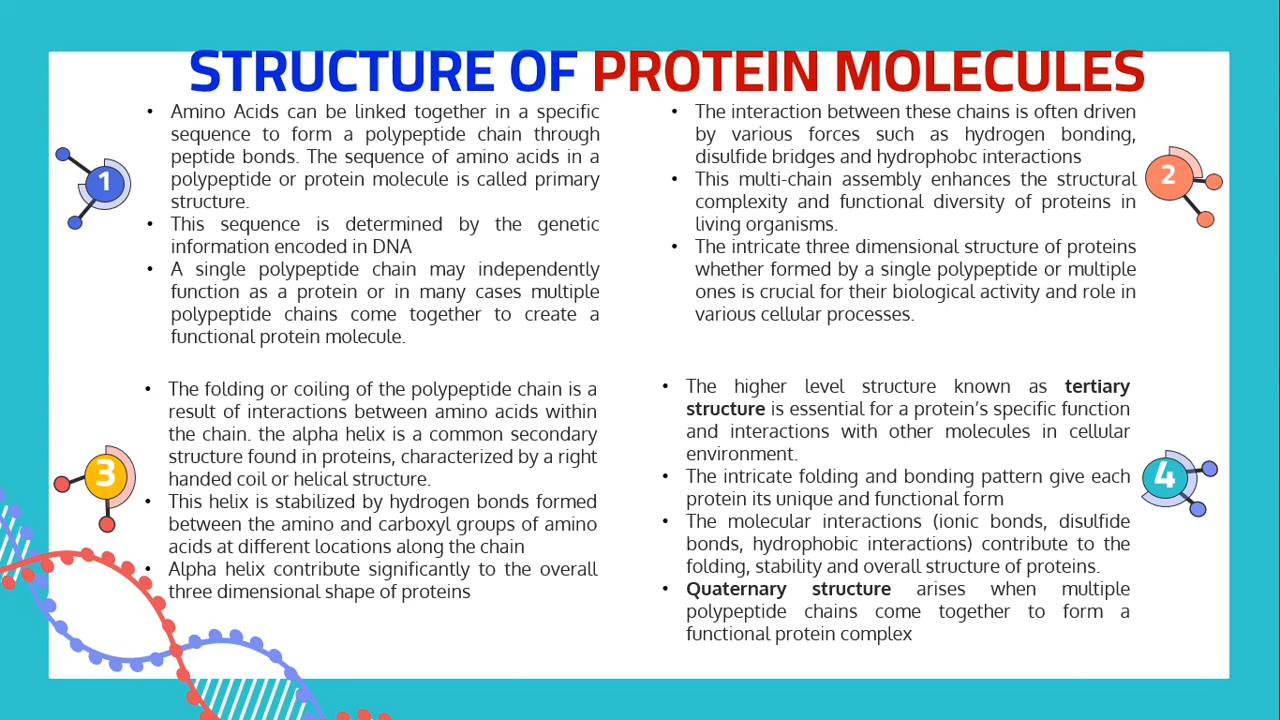 STRUCTURE OF PROTEIN MOLECULES
1
• Amino Acids can be linked together in a specific
sequence to form a polypeptide chain through
peptide bonds. The sequence of amino acids in a
polypeptide or protein molecule is called primary
structure.
• This sequence is determined by the genetic
information encoded in DNA
• A single polypeptide chain may independently
function as a protein or in many cases multiple
polypeptide chains come together to create a
functional protein molecule.
2
• The interaction between these chains is often driven
by various forces such as hydrogen bonding,
disulfide bridges and hydrophobc interactions
• This multi-chain assembly enhances the structural
complexity and functional diversity of proteins in
living organisms.
• The intricate three dimensional structure of proteins
whether formed by a single polypeptide or multiple
ones is crucial for their biological activity and role in
various cellular processes.
3
• The folding or coiling of the polypeptide chain is a
result of interactions between amino acids within
the chain. the alpha helix is a common secondary
structure found in proteins, characterized by a right
handed coil or helical structure.
• This helix is stabilized by hydrogen bonds formed
between the amino and carboxyl groups of amino
acids at different locations along the chain
• Alpha helix contribute significantly to the overall
three dimensional shape of proteins
4
• The higher level structure known as tertiary
structure is essential for a protein's specific function
and interactions with other molecules in cellular
environment.
• The intricate folding and bonding pattern give each
protein its unique and functional form
• The molecular interactions (ionic bonds, disulfide
bonds, hydrophobic interactions) contribute to the
folding, stability and overall structure of proteins.
• Quaternary structure arises when multiple
polypeptide chains come together to form a
functional protein complex